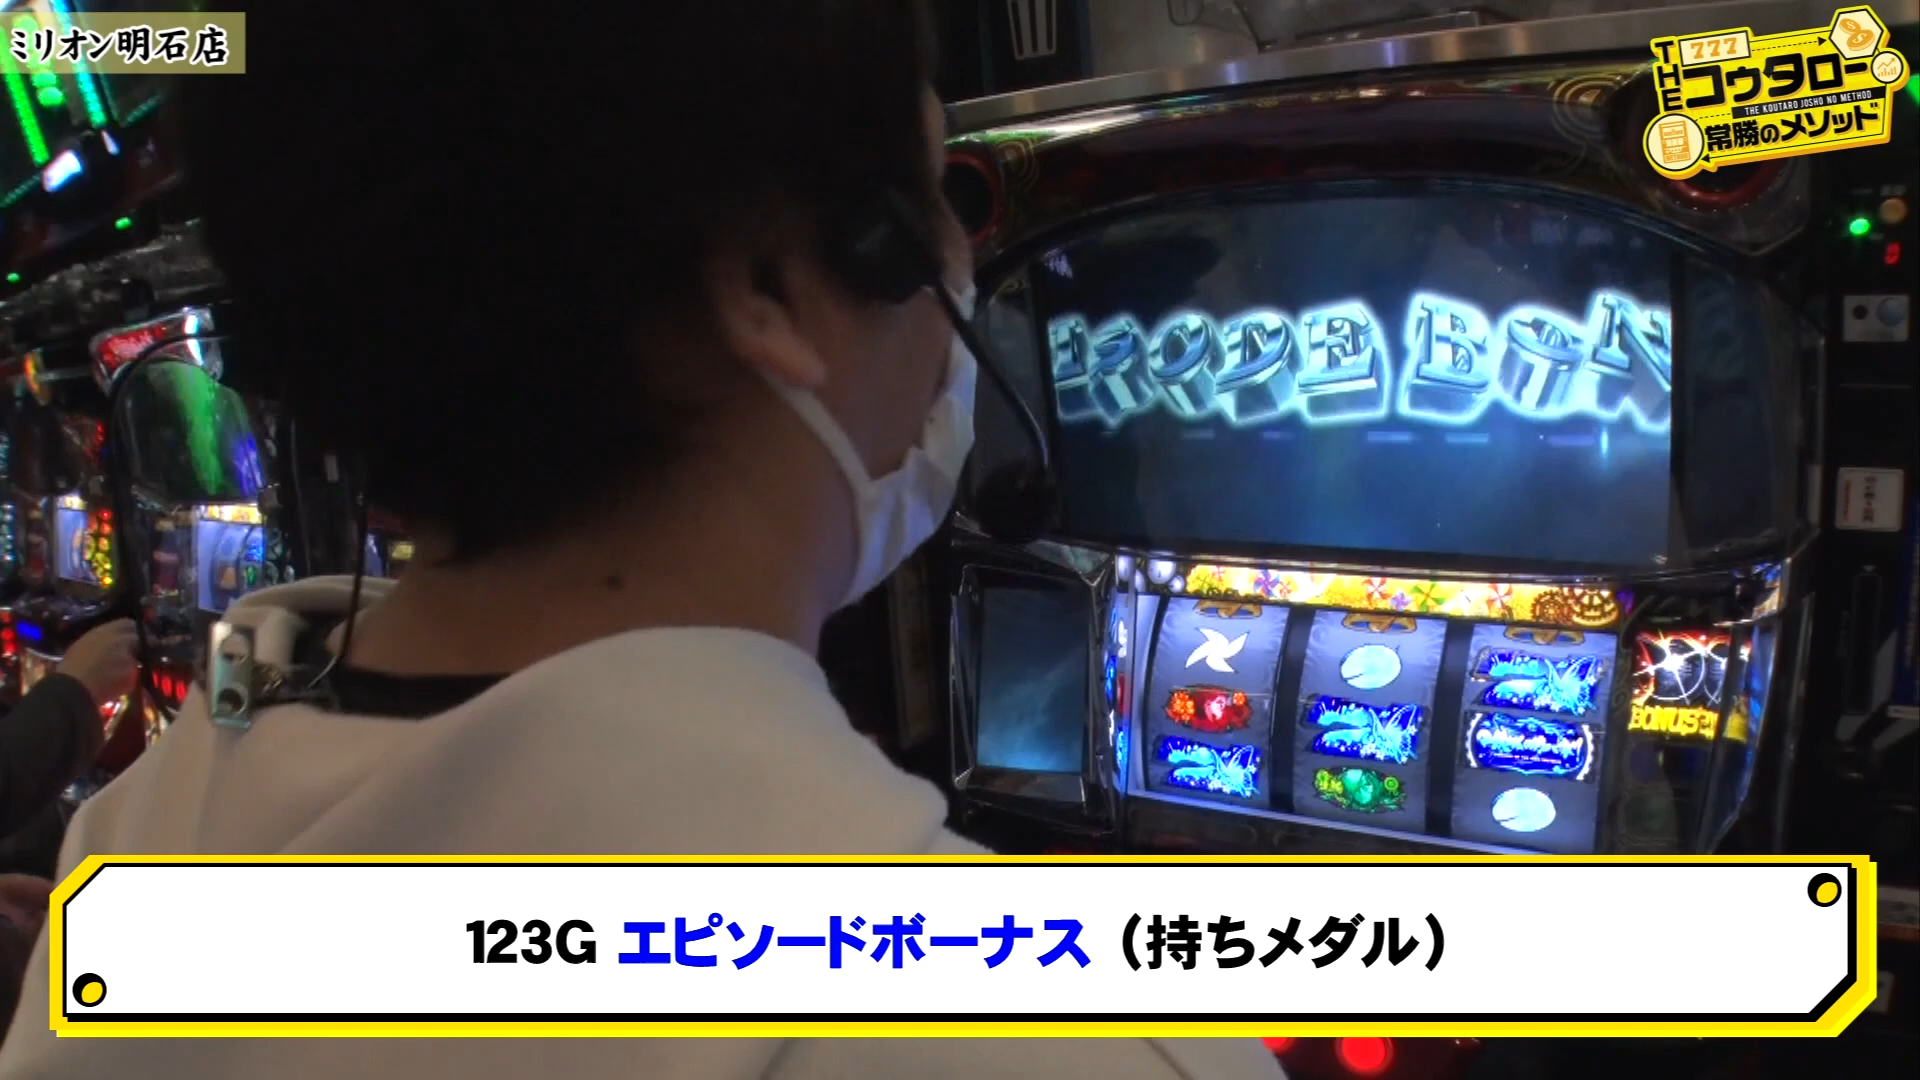 ミリオン明石店
777
THE
コウタロー
THE KOUTARO JOSHO NO METHOD
常勝のメソッド
ISODE BON
BONUS
123G エピソードボーナス（持ちメダル）